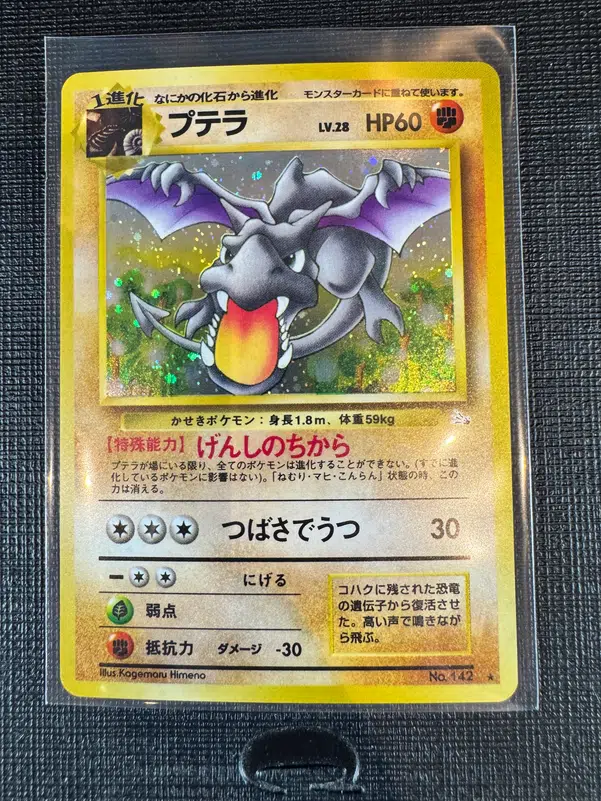 1進化 なにかの化石から進化 モンスターカードに重ねて使います。
プテラ LV.28 HP60
かせきポケモン：身長1.8m、体重59kg
【特殊能力】げんしのちから
プテラが場にいる限り、全てのポケモンは進化することができない。(すでに進
化しているポケモンに影響はない)。「ねむり・マヒ・こんらん」状態の時、この
力は消える。
つばさでうつ 30
ー にげる
弱点
抵抗力 ダメージ -30
コハクに残された恐竜
の遺伝子から復活させ
た。高い声で鳴きなが
ら飛ぶ。
Illus. Kagemaru Himeno No. 142 ★